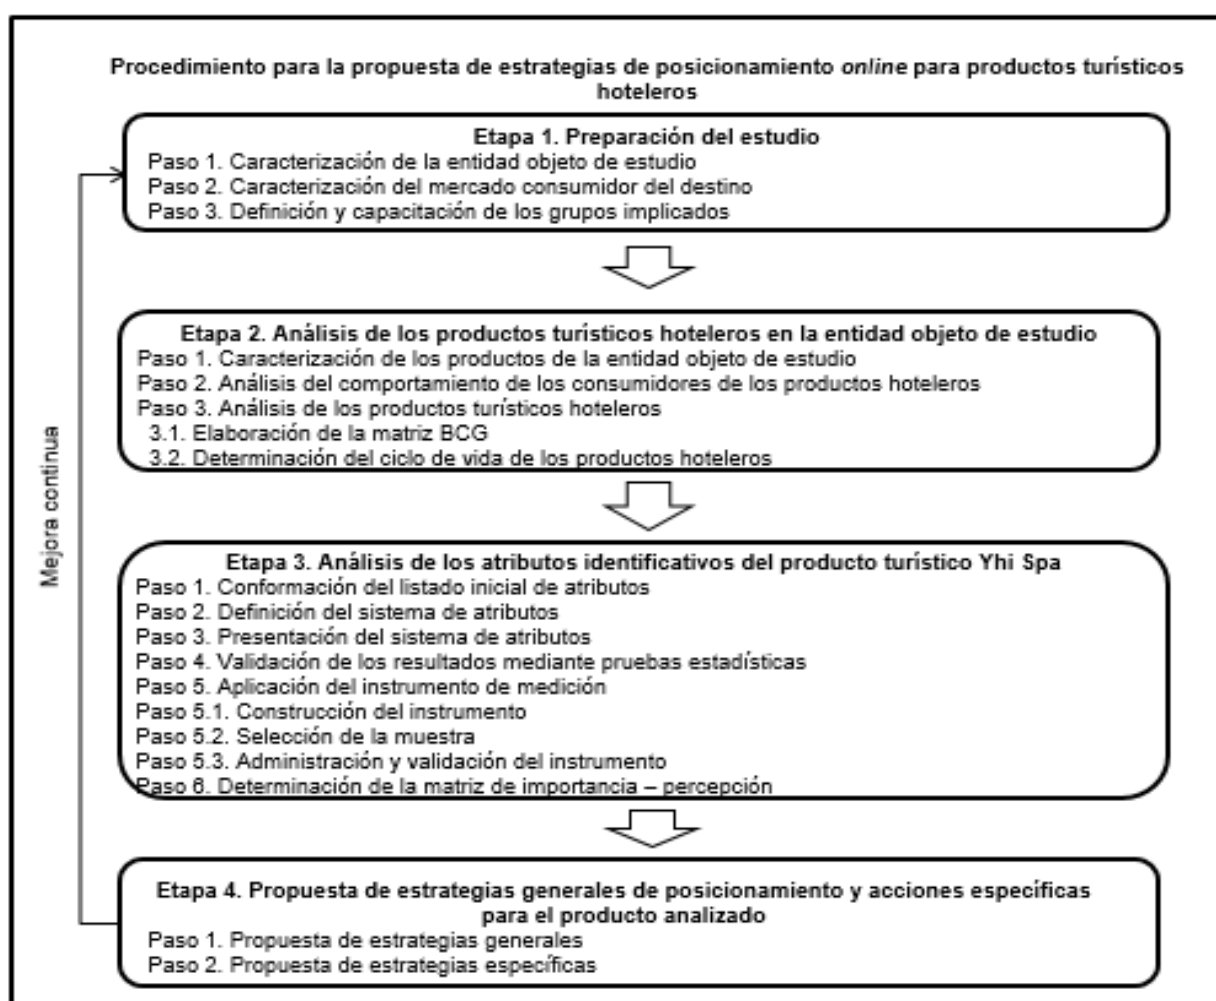 Procedimiento para la propuesta de estrategias de posicionamiento online para productos turísticos
hoteleros
Etapa 1. Preparación del estudio
Paso 1. Caracterización de la entidad objeto de estudio
Paso 2. Caracterización del mercado consumidor del destino
Paso 3. Definición y capacitación de los grupos implicados
Etapa 2. Análisis de los productos turísticos hoteleros en la entidad objeto de estudio
Paso 1. Caracterización de los productos de la entidad objeto de estudio
Paso 2. Análisis del comportamiento de los consumidores de los productos hoteleros
Paso 3. Análisis de los productos turísticos hoteleros
3.1. Elaboración de la matriz BCG
3.2. Determinación del ciclo de vida de los productos hoteleros
Mejora continua
Etapa 3. Análisis de los atributos identificativos del producto turístico Yhi Spa
Paso 1. Conformación del listado inicial de atributos
Paso 2. Definición del sistema de atributos
Paso 3. Presentación del sistema de atributos
Paso 4. Validación de los resultados mediante pruebas estadísticas
Paso 5. Aplicación del instrumento de medición
Paso 5.1. Construcción del instrumento
Paso 5.2. Selección de la muestra
Paso 5.3. Administración y validación del instrumento
Paso 6. Determinación de la matriz de importancia – percepción
Etapa 4. Propuesta de estrategias generales de posicionamiento y acciones específicas
para el producto analizado
Paso 1. Propuesta de estrategias generales
Paso 2. Propuesta de estrategias específicas